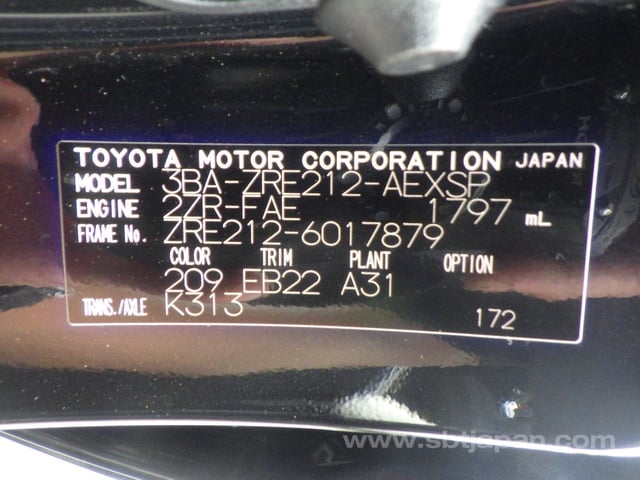 TOYOTA MOTOR CORPORATION JAPAN
MODEL 3BA-ZRE212-AEXSP
ENGINE 2ZR-FAE 1797 mL
FRAME No. ZRE212-6017879
COLOR TRIM PLANT OPTION
209 EB22 A31
TRANS./AXLE K313 172
www.sbtjapan.com